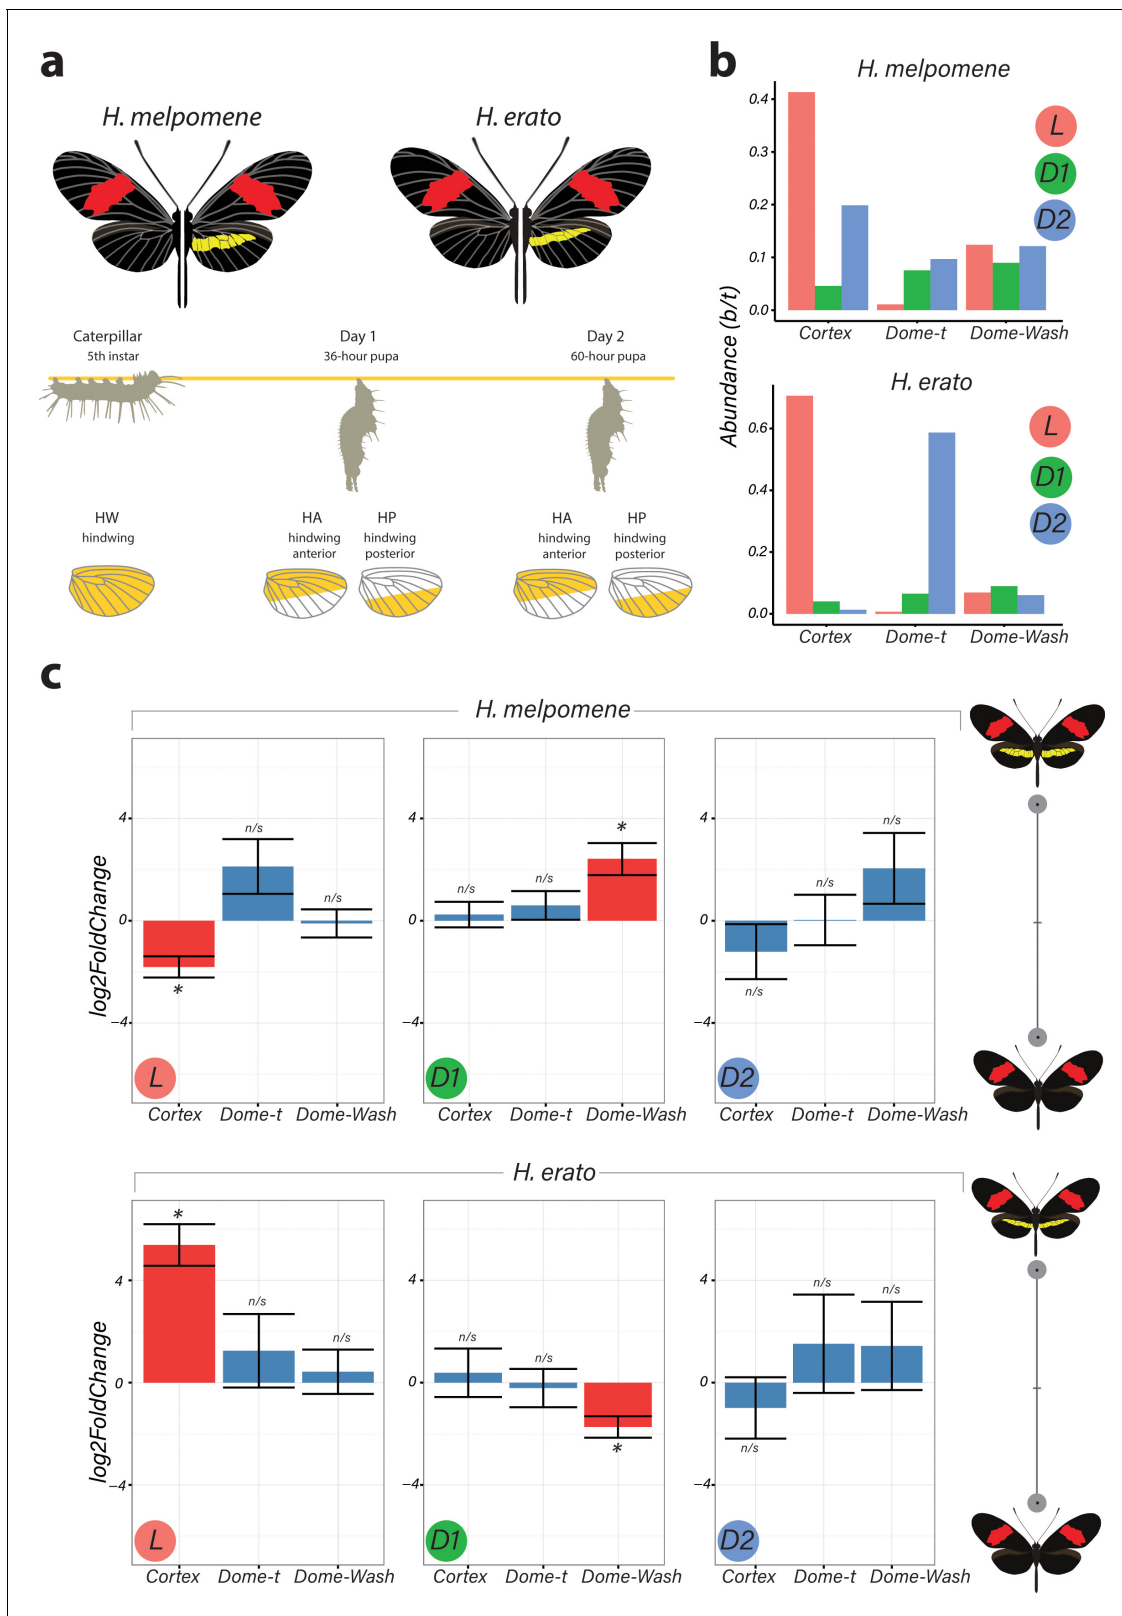 a
H. melpomene
H. erato
Caterpillar
5th instar
Day 1
36-hour pupa
Day 2
60-hour pupa
HW
hindwing
HA
hindwing
anterior
HP
hindwing
posterior
HA
hindwing
anterior
HP
hindwing
posterior
b
H. melpomene
Abundance (b/t)
0.4
0.3
0.2
0.1
0.0
L
D1
D2
Cortex Dome-t Dome-Wash
H. erato
0.6
0.4
0.2
0.0
L
D1
D2
Cortex Dome-t Dome-Wash
c
H. melpomene
log2FoldChange
4
0
−4
*
n/s
n/s
L
Cortex Dome-t Dome-Wash
4
0
−4
n/s
n/s
*
D1
Cortex Dome-t Dome-Wash
4
0
−4
n/s
n/s
n/s
D2
Cortex Dome-t Dome-Wash
H. erato
log2FoldChange
4
0
−4
*
n/s
n/s
L
Cortex Dome-t Dome-Wash
4
0
−4
n/s
n/s
*
D1
Cortex Dome-t Dome-Wash
4
0
−4
n/s
n/s
n/s
D2
Cortex Dome-t Dome-Wash